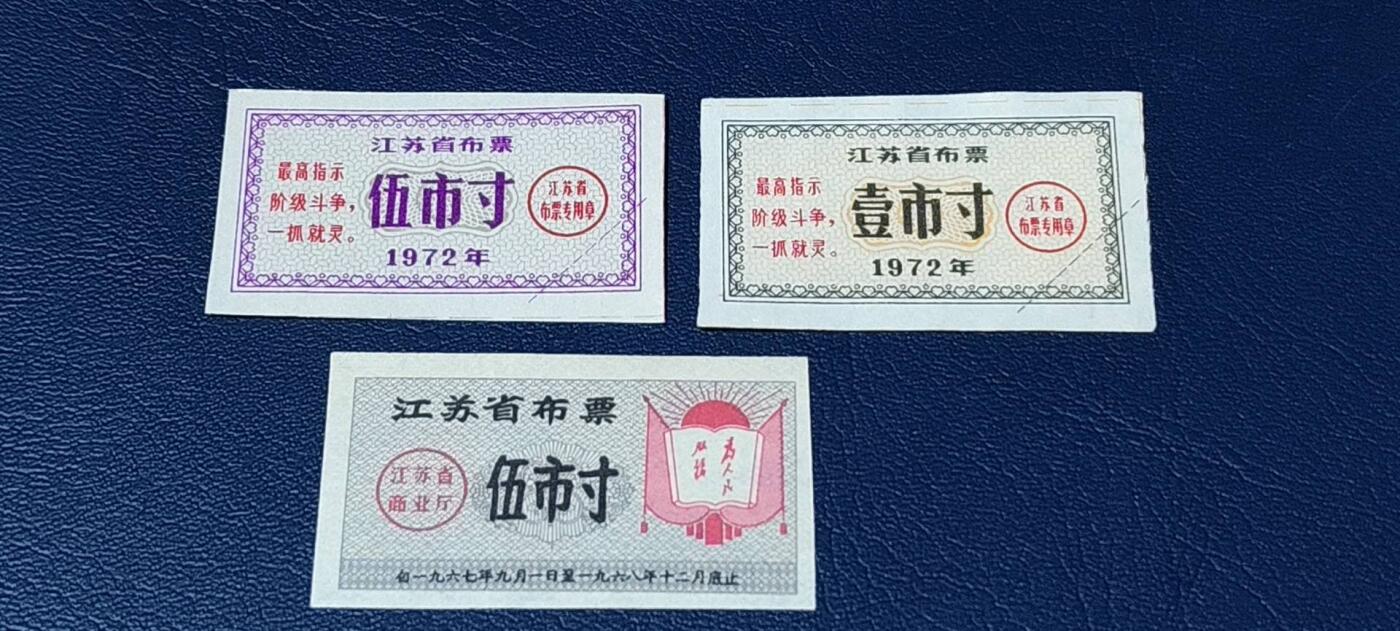 江苏省布票
最高指示
阶级斗争，
一抓就灵。
伍市寸
江苏省
布票专用章
1972年
江苏省布票
最高指示
阶级斗争，
一抓就灵。
壹市寸
江苏省
布票专用章
1972年
江苏省布票
江苏省
商业厅
伍市寸
为人民
服务
自一九六七年九月一日至一九六八年十二月底止